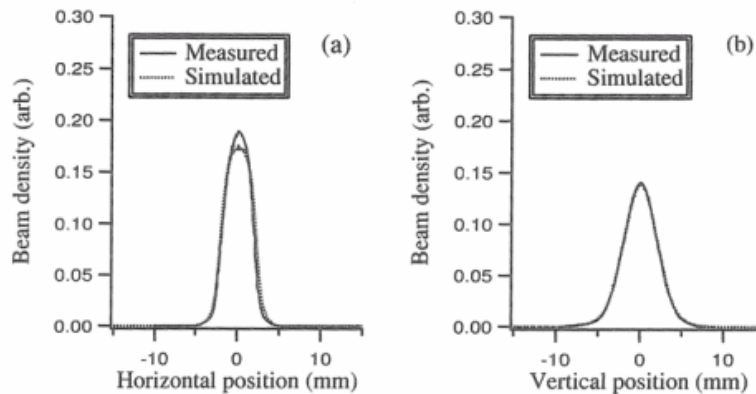 0.30
0.25
0.20
0.15
0.10
0.05
0.00
Beam density (arb.)
Measured
Simulated
(a)
-10 0 10
Horizontal position (mm)
0.30
0.25
0.20
0.15
0.10
0.05
0.00
Beam density (arb.)
Measured
Simulated
(b)
-10 0 10
Vertical position (mm)